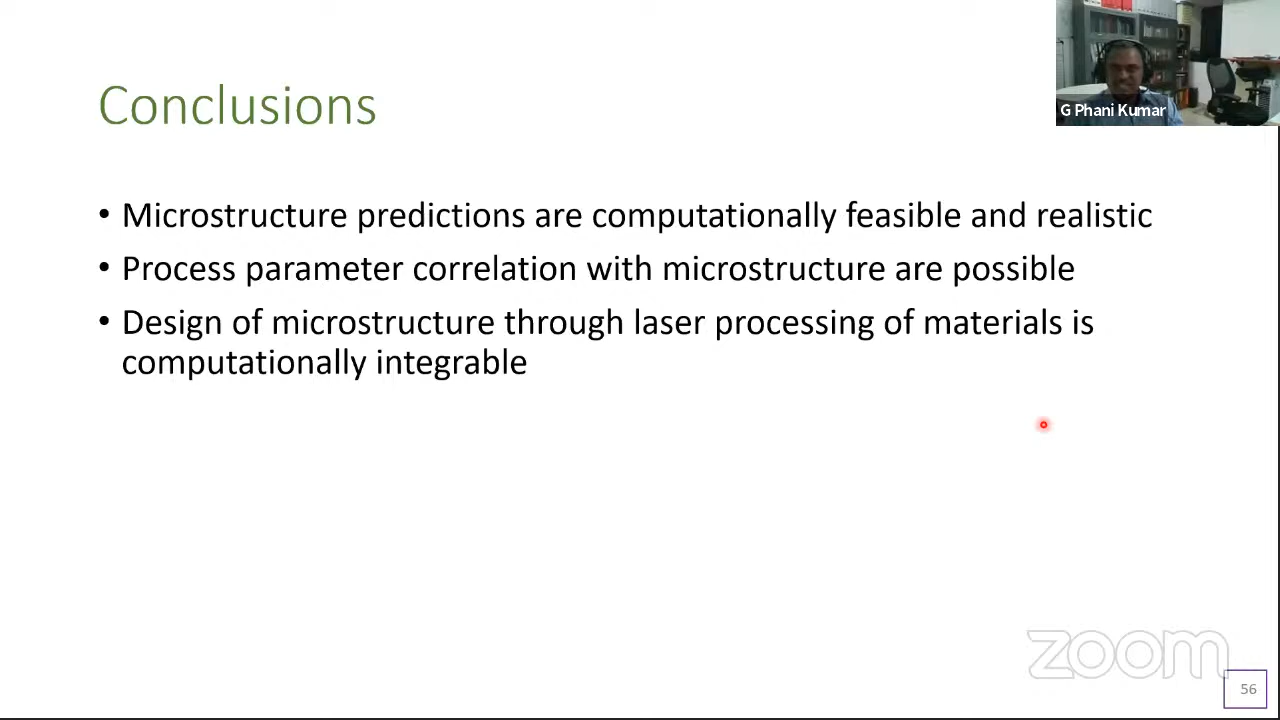 G Phani Kumar
Conclusions
• Microstructure predictions are computationally feasible and realistic
• Process parameter correlation with microstructure are possible
• Design of microstructure through laser processing of materials is
computationally integrable
zoom
56